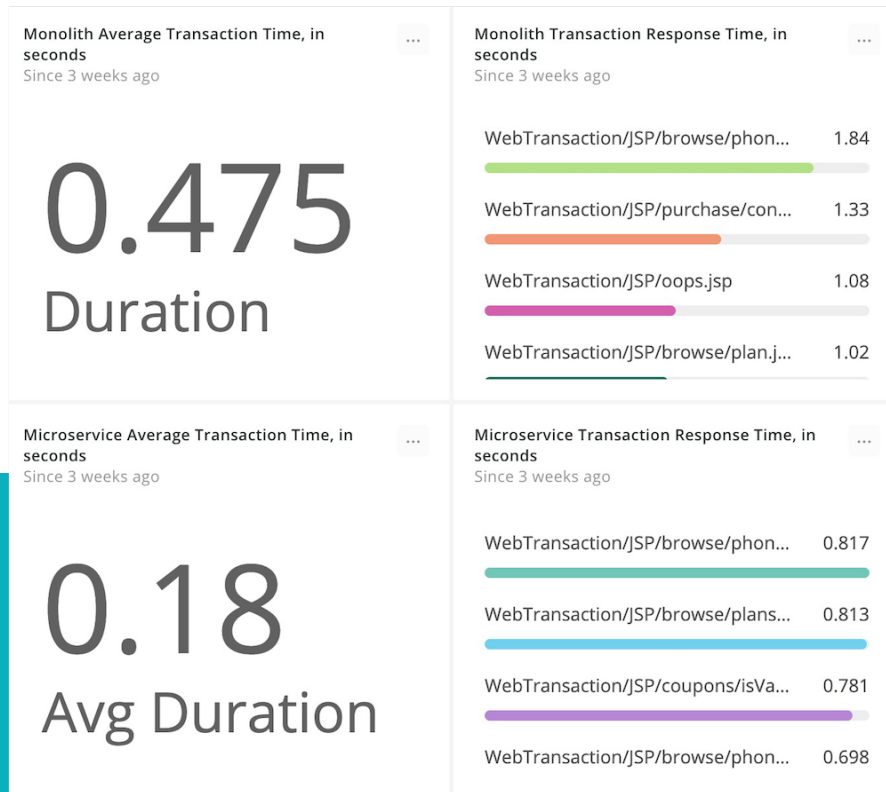 Monolith Average Transaction Time, in
seconds
Since 3 weeks ago
...
0.475
Duration
Monolith Transaction Response Time, in
seconds
Since 3 weeks ago
...
WebTransaction/JSP/browse/phon... 1.84
WebTransaction/JSP/purchase/con... 1.33
WebTransaction/JSP/oops.jsp 1.08
WebTransaction/JSP/browse/plan.j... 1.02
Microservice Average Transaction Time, in
seconds
Since 3 weeks ago
...
0.18
Avg Duration
Microservice Transaction Response Time, in
seconds
Since 3 weeks ago
...
WebTransaction/JSP/browse/phon... 0.817
WebTransaction/JSP/browse/plans... 0.813
WebTransaction/JSP/coupons/isVa... 0.781
WebTransaction/JSP/browse/phon... 0.698